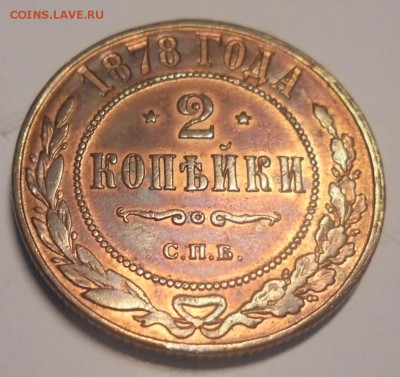 COINS.LAVE.RU
1878 ГОДА
2
КОПѢЙКИ
С.П.Б.